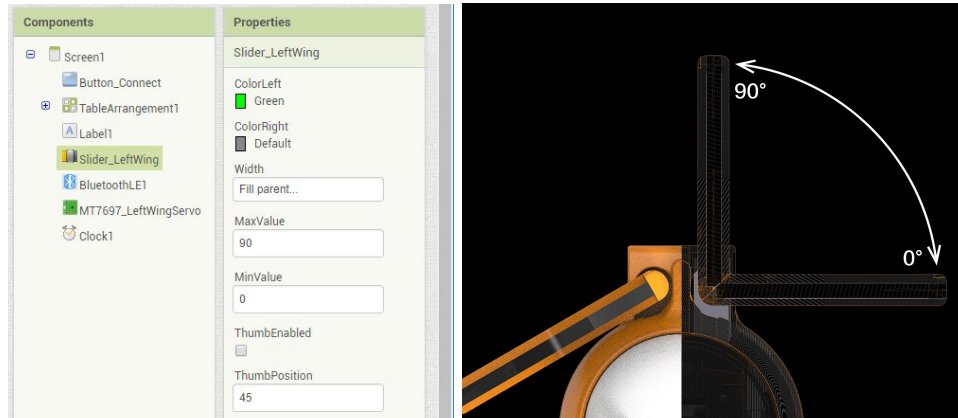 Components
Screen1
Button_Connect
TableArrangement1
A Label1
Slider_LeftWing
BluetoothLE1
MT7697_LeftWingServo
Clock1
Properties
Slider_LeftWing
ColorLeft
Green
ColorRight
Default
Width
Fill parent...
MaxValue
90
MinValue
0
ThumbEnabled
ThumbPosition
45
90°
0°